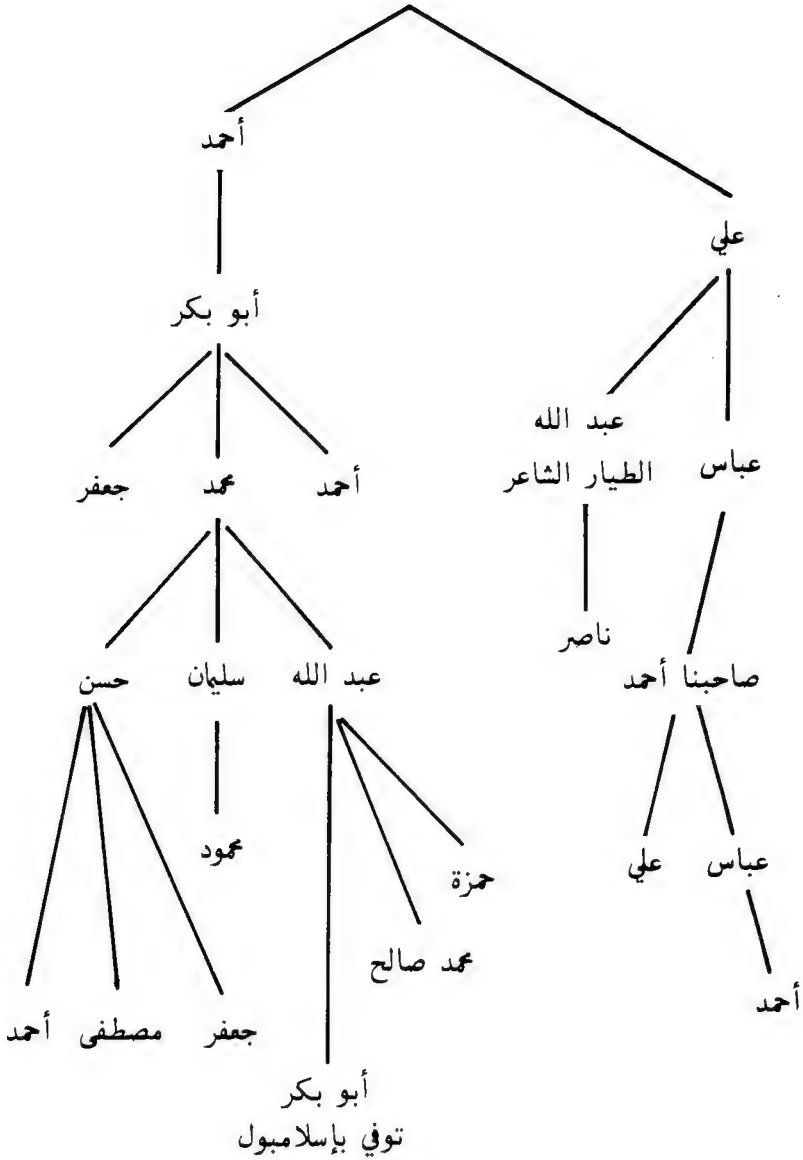 أحمد
علي
أبو بكر
عبد الله
الطيار الشاعر
عباس
أحمد
محمد
جعفر
ناصر
صاحبنا أحمد
عبد الله
سليمان
حسن
عباس
علي
حمزة
محمود
محمد صالح
أحمد
جعفر
مصطفى
أحمد
أبو بكر
توفي بإسلامبول